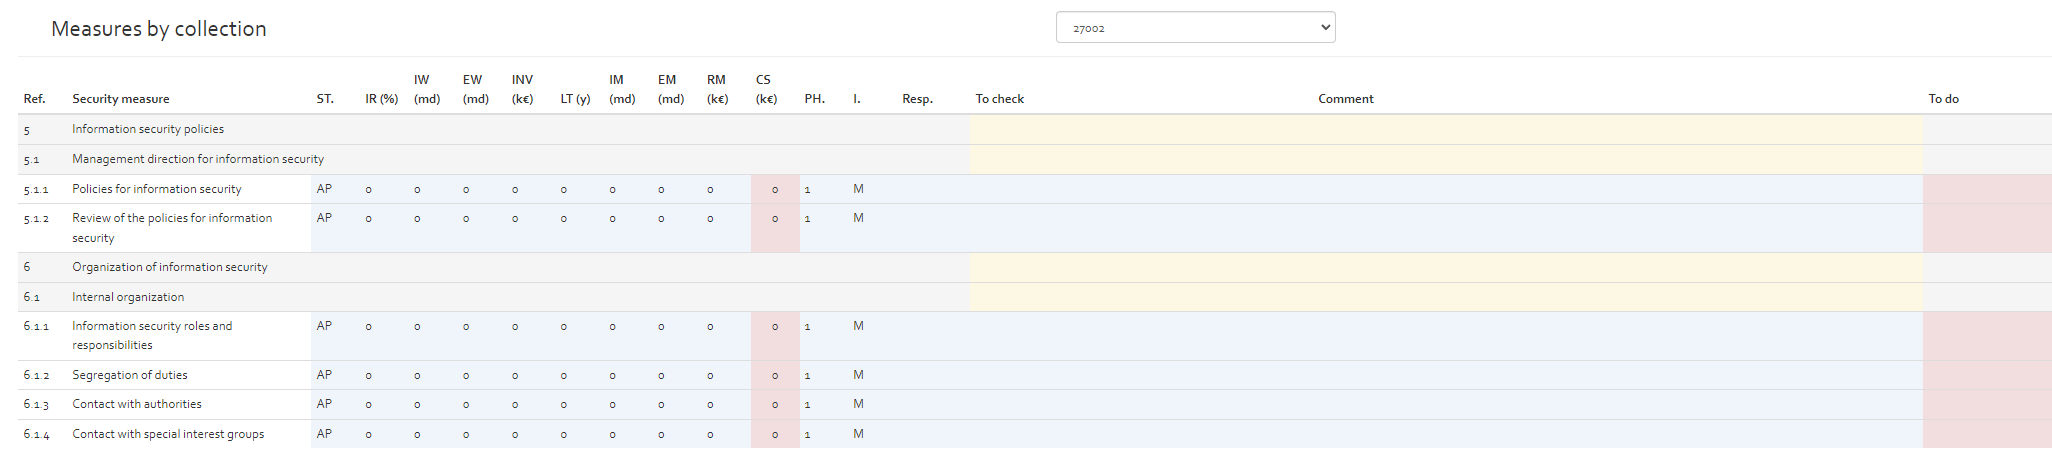 Measures by collection
27002
Ref. Security measure ST. IR (%) IW (md) EW (md) INV (k€) LT (y) IM (md) EM (md) RM (k€) CS (k€) PH. I. Resp. To check Comment To do
5 Information security policies
5.1 Management direction for information security
5.1.1 Policies for information security AP 0 0 0 0 0 0 0 0 0 1 M
5.1.2 Review of the policies for information security AP 0 0 0 0 0 0 0 0 0 1 M
6 Organization of information security
6.1 Internal organization
6.1.1 Information security roles and responsibilities AP 0 0 0 0 0 0 0 0 0 1 M
6.1.2 Segregation of duties AP 0 0 0 0 0 0 0 0 0 1 M
6.1.3 Contact with authorities AP 0 0 0 0 0 0 0 0 0 1 M
6.1.4 Contact with special interest groups AP 0 0 0 0 0 0 0 0 0 1 M